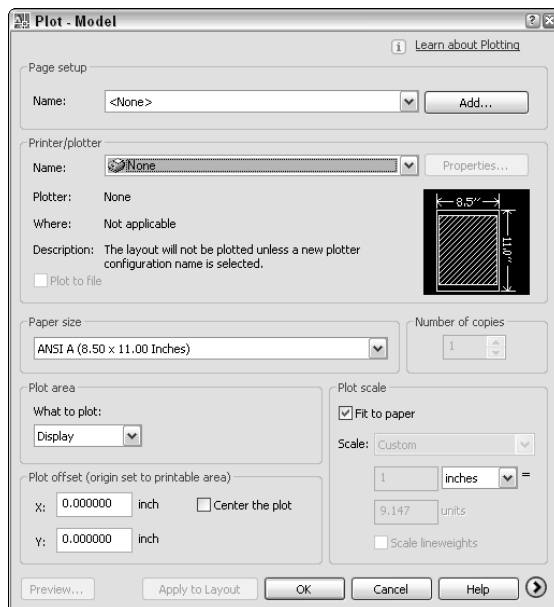 Plot - Model
Learn about Plotting
Page setup
Name: <None> Add...
Printer/plotter
Name: None Properties...
Plotter: None
Where: Not applicable
Description: The layout will not be plotted unless a new plotter
configuration name is selected.
Plot to file
8.5''
11.0''
Paper size
ANSI A (8.50 x 11.00 Inches)
Number of copies
1
Plot area
What to plot:
Display
Plot scale
Fit to paper
Scale: Custom
1 inches =
9.147 units
Scale lineweights
Plot offset (origin set to printable area)
X: 0.000000 inch Center the plot
Y: 0.000000 inch
Preview... Apply to Layout OK Cancel Help